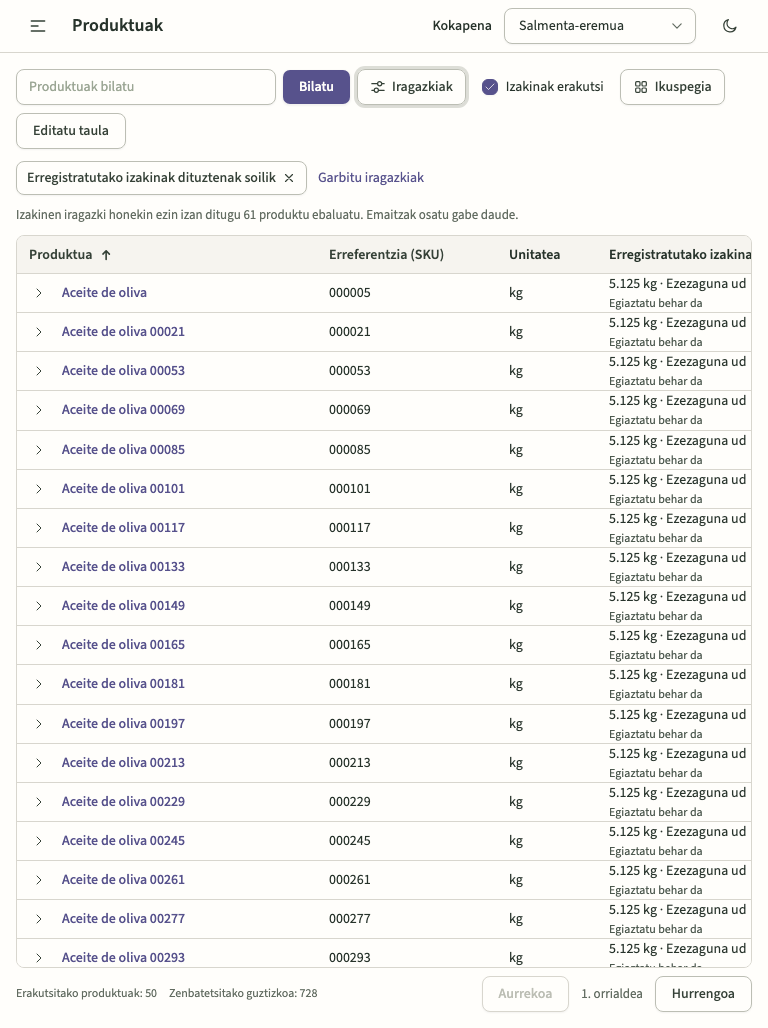 Produktuak
Kokapena
Salmenta-eremua
Produktuak bilatu
Bilatu
Iragazkiak
Izakinak erakutsi
Ikuspegia
Editatu taula
Erregistratutako izakinak dituztenak soilik
Garbitu iragazkiak
Izakinen iragazki honekin ezin izan ditugu 61 produktu ebaluatu. Emaitzak osatu gabe daude.
Produktua Erreferentzia (SKU) Unitatea Erregistratutako izakina
Aceite de oliva 000005 kg 5.125 kg · Ezezaguna ud
Egiaztatu behar da
Aceite de oliva 00021 000021 kg 5.125 kg · Ezezaguna ud
Egiaztatu behar da
Aceite de oliva 00053 000053 kg 5.125 kg · Ezezaguna ud
Egiaztatu behar da
Aceite de oliva 00069 000069 kg 5.125 kg · Ezezaguna ud
Egiaztatu behar da
Aceite de oliva 00085 000085 kg 5.125 kg · Ezezaguna ud
Egiaztatu behar da
Aceite de oliva 00101 000101 kg 5.125 kg · Ezezaguna ud
Egiaztatu behar da
Aceite de oliva 00117 000117 kg 5.125 kg · Ezezaguna ud
Egiaztatu behar da
Aceite de oliva 00133 000133 kg 5.125 kg · Ezezaguna ud
Egiaztatu behar da
Aceite de oliva 00149 000149 kg 5.125 kg · Ezezaguna ud
Egiaztatu behar da
Aceite de oliva 00165 000165 kg 5.125 kg · Ezezaguna ud
Egiaztatu behar da
Aceite de oliva 00181 000181 kg 5.125 kg · Ezezaguna ud
Egiaztatu behar da
Aceite de oliva 00197 000197 kg 5.125 kg · Ezezaguna ud
Egiaztatu behar da
Aceite de oliva 00213 000213 kg 5.125 kg · Ezezaguna ud
Egiaztatu behar da
Aceite de oliva 00229 000229 kg 5.125 kg · Ezezaguna ud
Egiaztatu behar da
Aceite de oliva 00245 000245 kg 5.125 kg · Ezezaguna ud
Egiaztatu behar da
Aceite de oliva 00261 000261 kg 5.125 kg · Ezezaguna ud
Egiaztatu behar da
Aceite de oliva 00277 000277 kg 5.125 kg · Ezezaguna ud
Egiaztatu behar da
Aceite de oliva 00293 000293 kg 5.125 kg · Ezezaguna ud
Erakutsitako produktuak: 50 Zenbatetsitako guztizkoa: 728
Aurrekoa
1. orrialdea
Hurrengoa